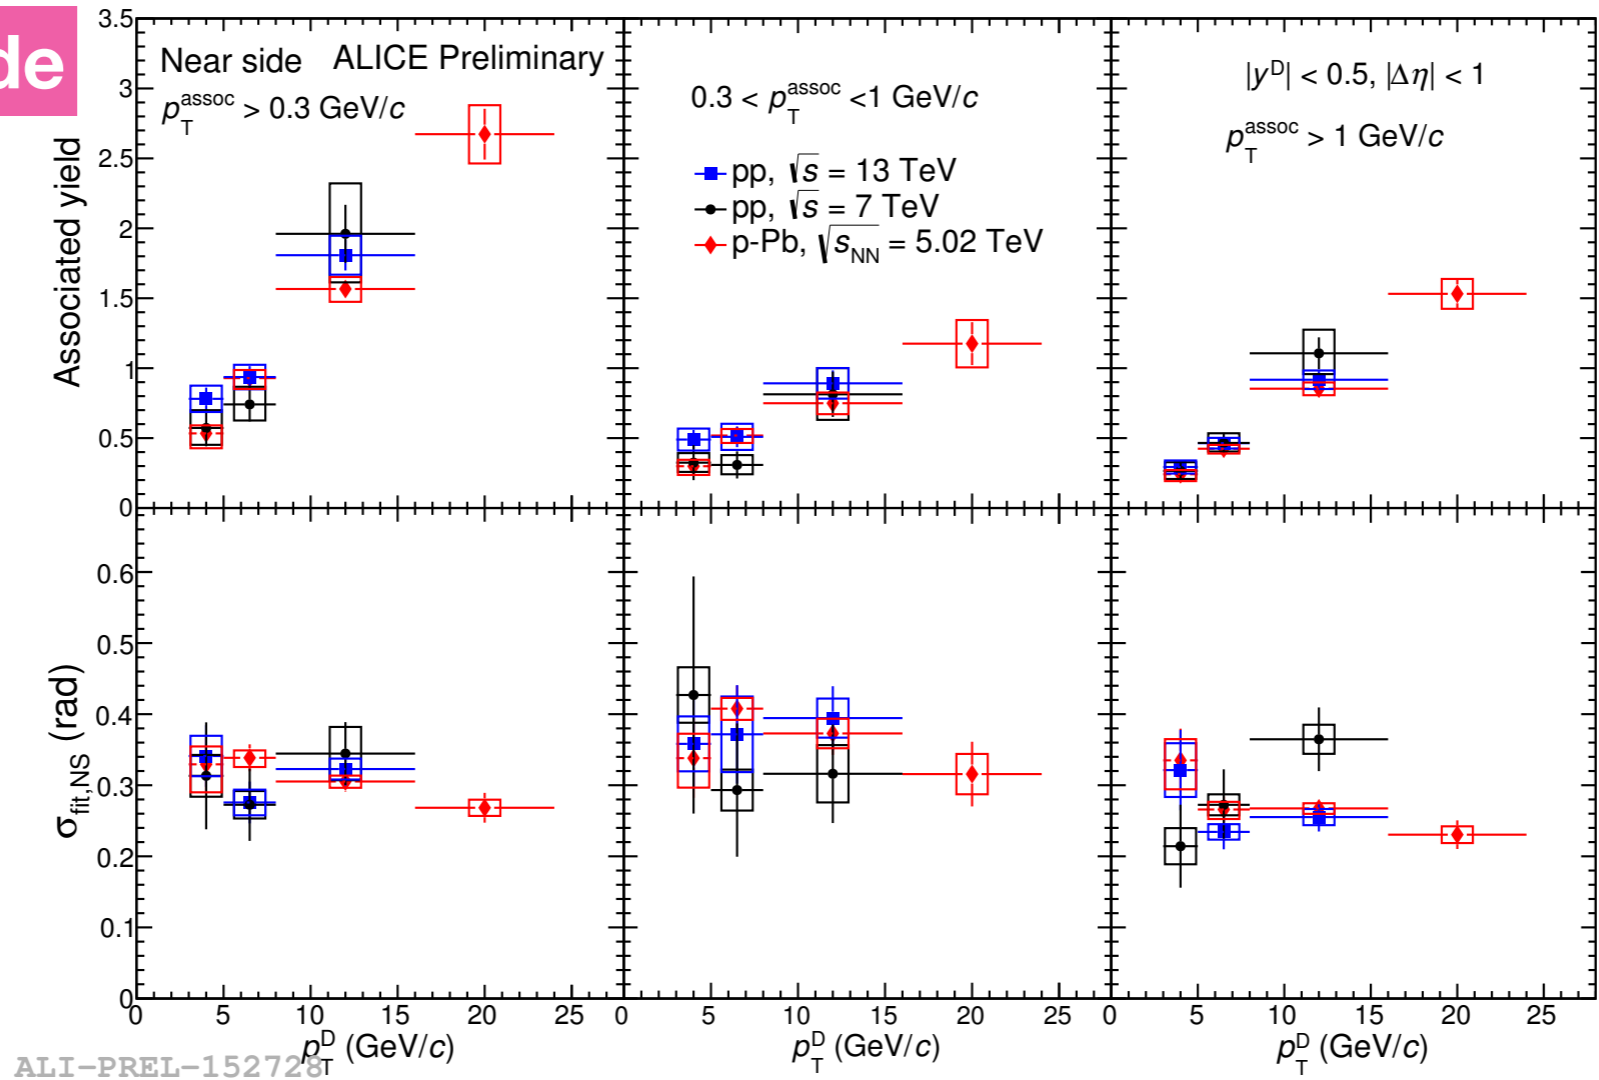 de
Near side ALICE Preliminary
p_T^assoc > 0.3 GeV/c
0.3 < p_T^assoc <1 GeV/c
pp, √s = 13 TeV
pp, √s = 7 TeV
p-Pb, √s_NN = 5.02 TeV
|y^D| < 0.5, |Δη| < 1
p_T^assoc > 1 GeV/c
Associated yield
3.5
3
2.5
2
1.5
1
0.5
0
σ_fit,NS (rad)
0.6
0.5
0.4
0.3
0.2
0.1
0
0 5 10 15 20 25
0 5 10 15 20 25
0 5 10 15 20 25
p_T^D (GeV/c)
p_T^D (GeV/c)
p_T^D (GeV/c)
ALI-PREL-152728